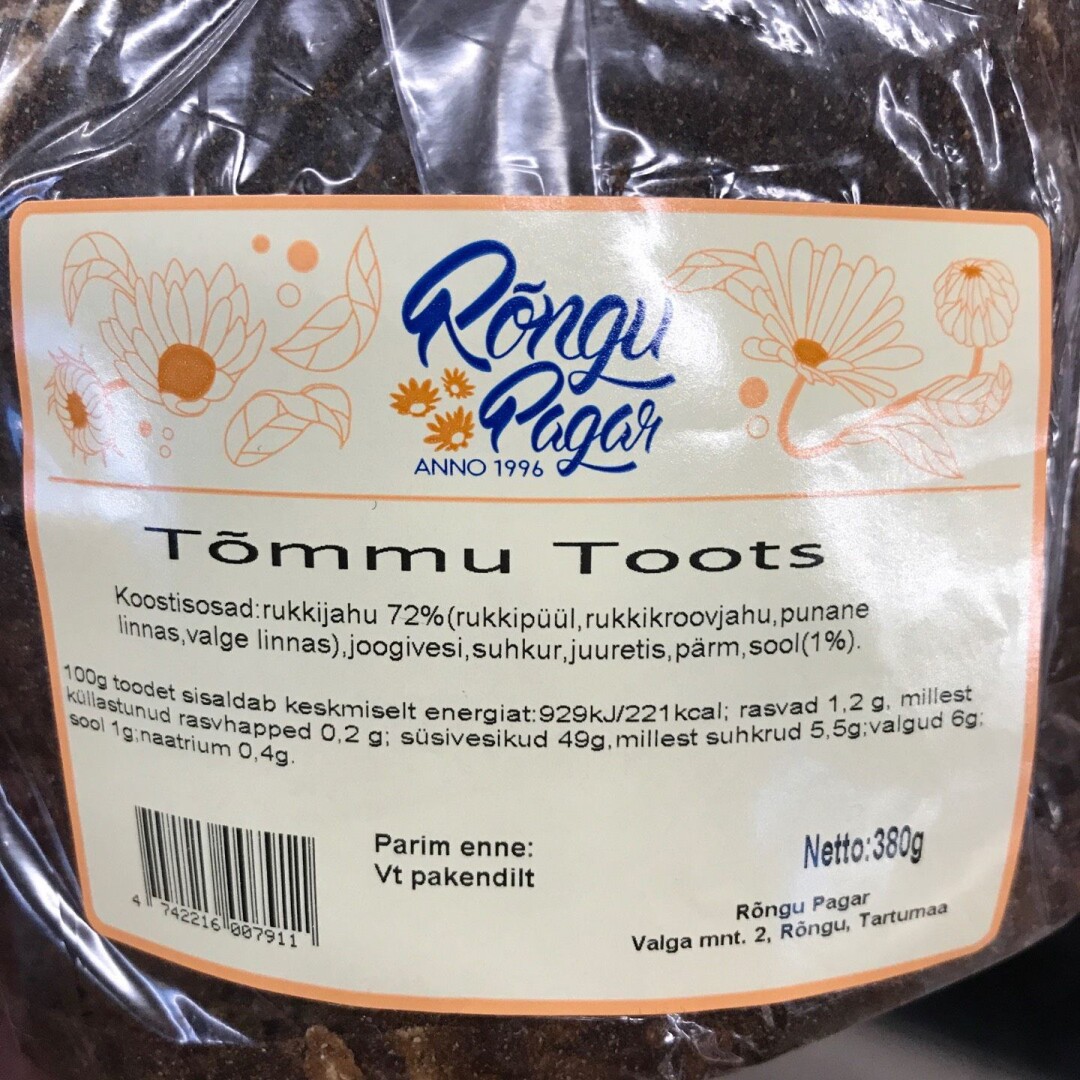 Rõngu
Pagar
ANNO 1996
Tõmmu Toots
Koostisosad:rukkijahu 72%(rukkipüül,rukkikroovjahu,punane
linnas,valge linnas),joogivesi,suhkur,juuretis,pärm,sool(1%).
100g toodet sisaldab keskmiselt energiat:929kJ/221kcal; rasvad 1,2 g, millest
küllastunud rasvhapped 0,2 g; süsivesikud 49g,millest suhkrud 5,5g;valgud 6g;
sool 1g;naatrium 0,4g.
Parim enne:
Vt pakendilt
Netto:380g
4 742216 007911
Rõngu Pagar
Valga mnt. 2, Rõngu, Tartumaa